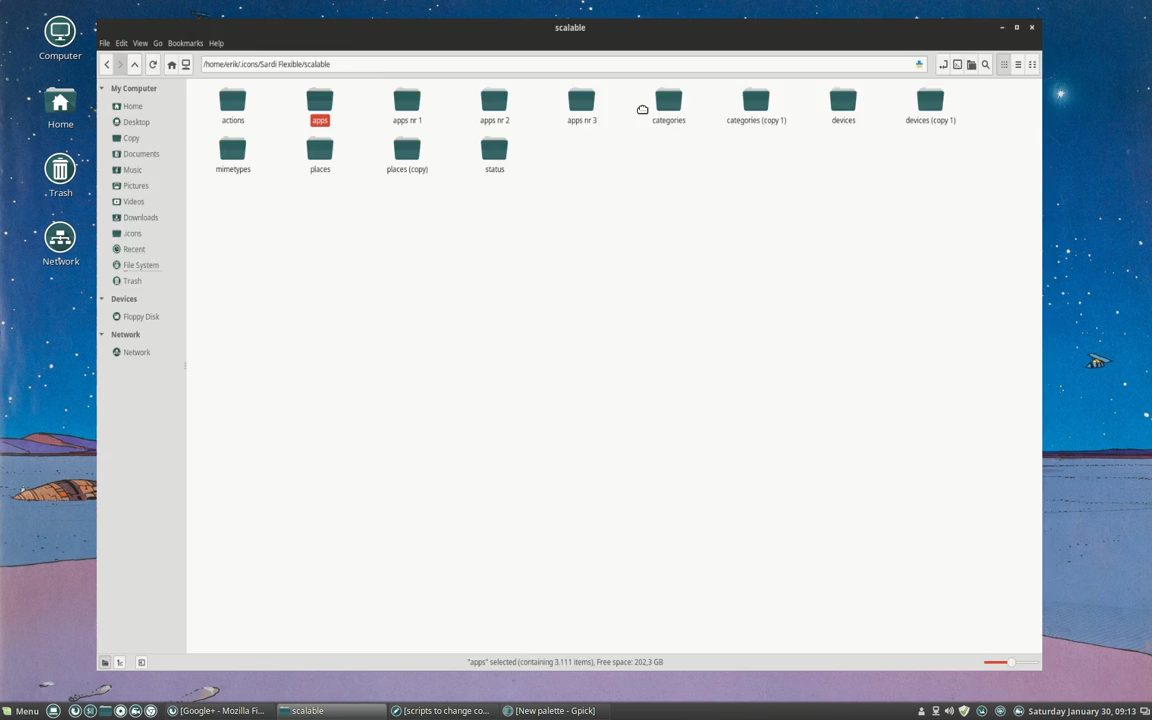 Computer
Home
Trash
Network
scalable
File Edit View Go Bookmarks Help
/home/erik/.icons/Sardi Flexible/scalable
My Computer
Home
Desktop
Copy
Documents
Music
Pictures
Videos
Downloads
.icons
Recent
File System
Trash
Devices
Floppy Disk
Network
Network
actions apps apps nr 1 apps nr 2 apps nr 3 categories categories (copy 1) devices devices (copy 1)
mimetypes places places (copy) status
"apps" selected (containing 3.111 items), Free space: 202,3 GB
Menu [Google+ - Mozilla Fi... scalable [scripts to change co... [New palette - Gpick] Saturday January 30, 09:13